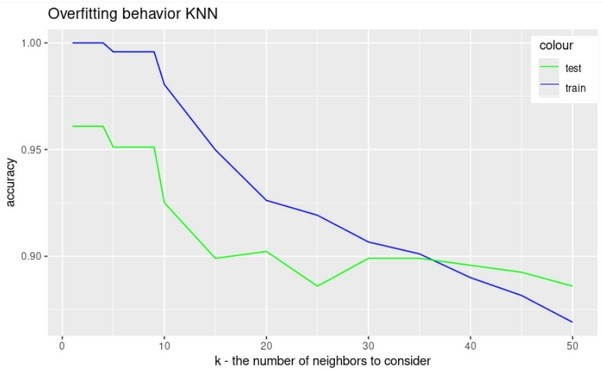 Overfitting behavior KNN
colour
test
train
1.00
0.95
0.90
accuracy
0
10
20
30
40
50
k - the number of neighbors to consider